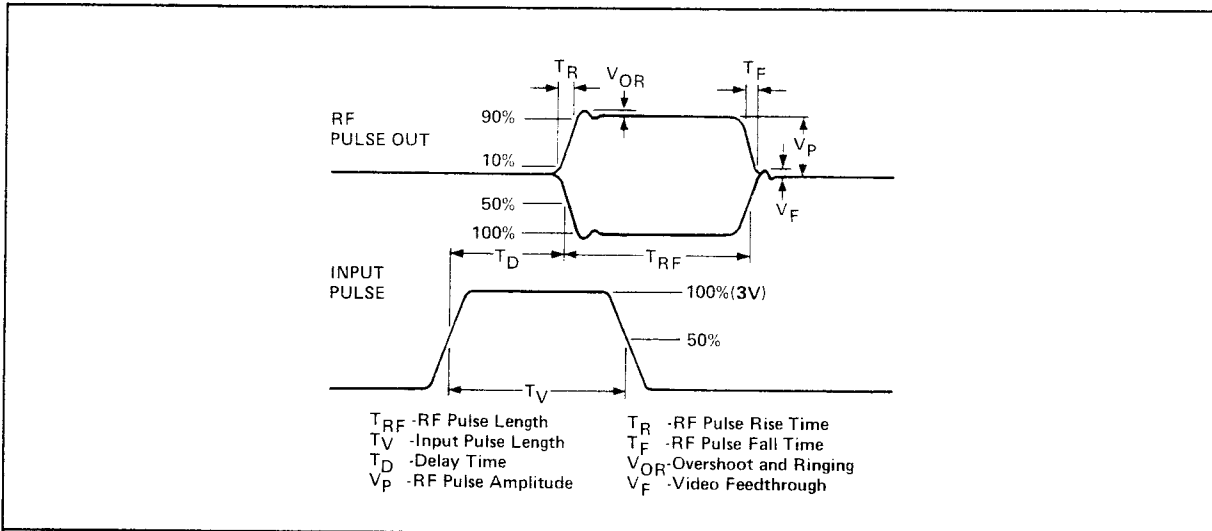 T_R
V_OR
T_F
RF
PULSE OUT
90%
10%
V_P
50%
100%
V_F
T_D
T_RF
INPUT
PULSE
100%(3V)
50%
T_V
T_RF -RF Pulse Length
T_V -Input Pulse Length
T_D -Delay Time
V_P -RF Pulse Amplitude
T_R -RF Pulse Rise Time
T_F -RF Pulse Fall Time
V_OR-Overshoot and Ringing
V_F -Video Feedthrough